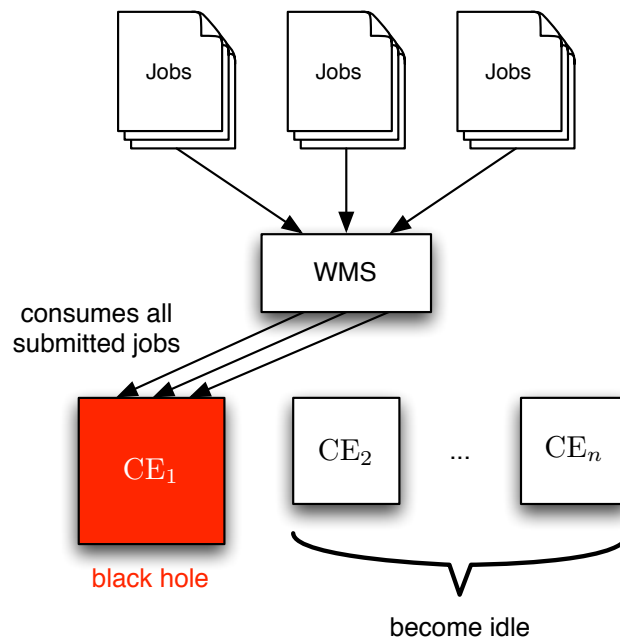 Jobs
Jobs
Jobs
WMS
consumes all
submitted jobs
CE₁
CE₂
...
CEₙ
black hole
become idle